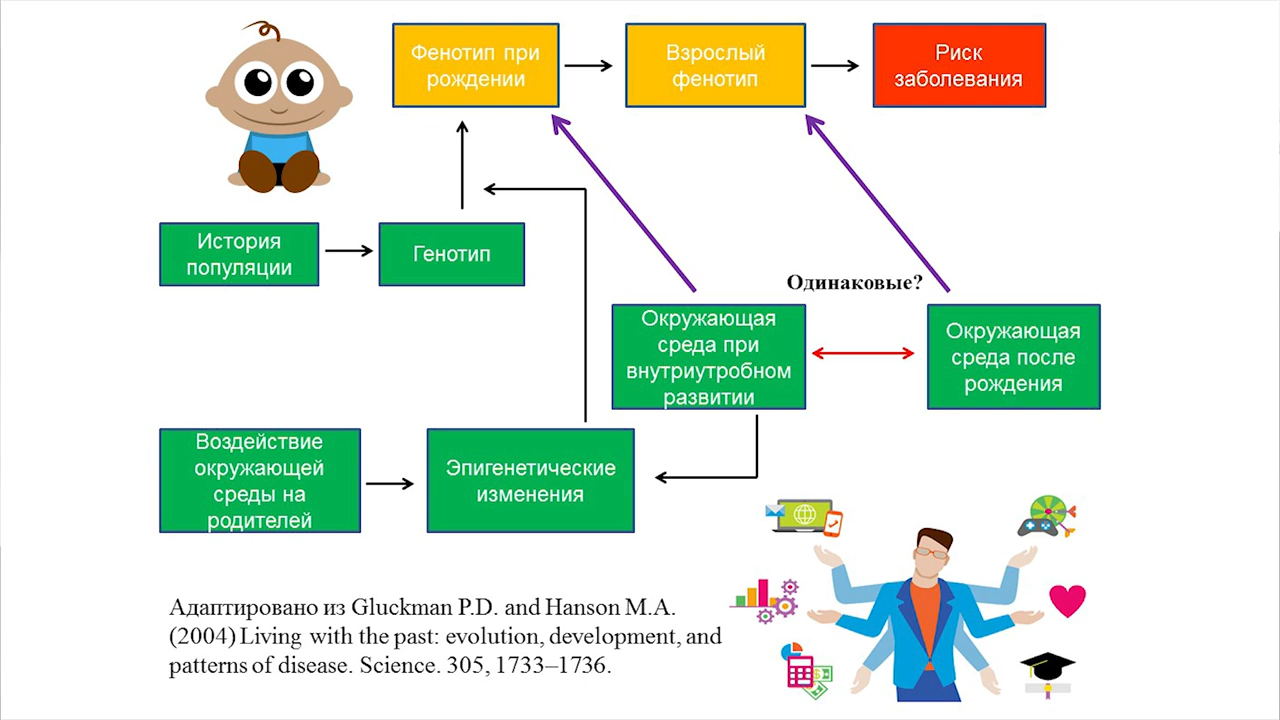 Фенотип при
рождении
Взрослый
фенотип
Риск
заболевания
История
популяции
Генотип
Одинаковые?
Окружающая
среда при
внутриутробном
развитии
Окружающая
среда после
рождения
Воздействие
окружающей
среды на
родителей
Эпигенетические
изменения
Адаптировано из Gluckman P.D. and Hanson M.A.
(2004) Living with the past: evolution, development, and
patterns of disease. Science. 305, 1733–1736.